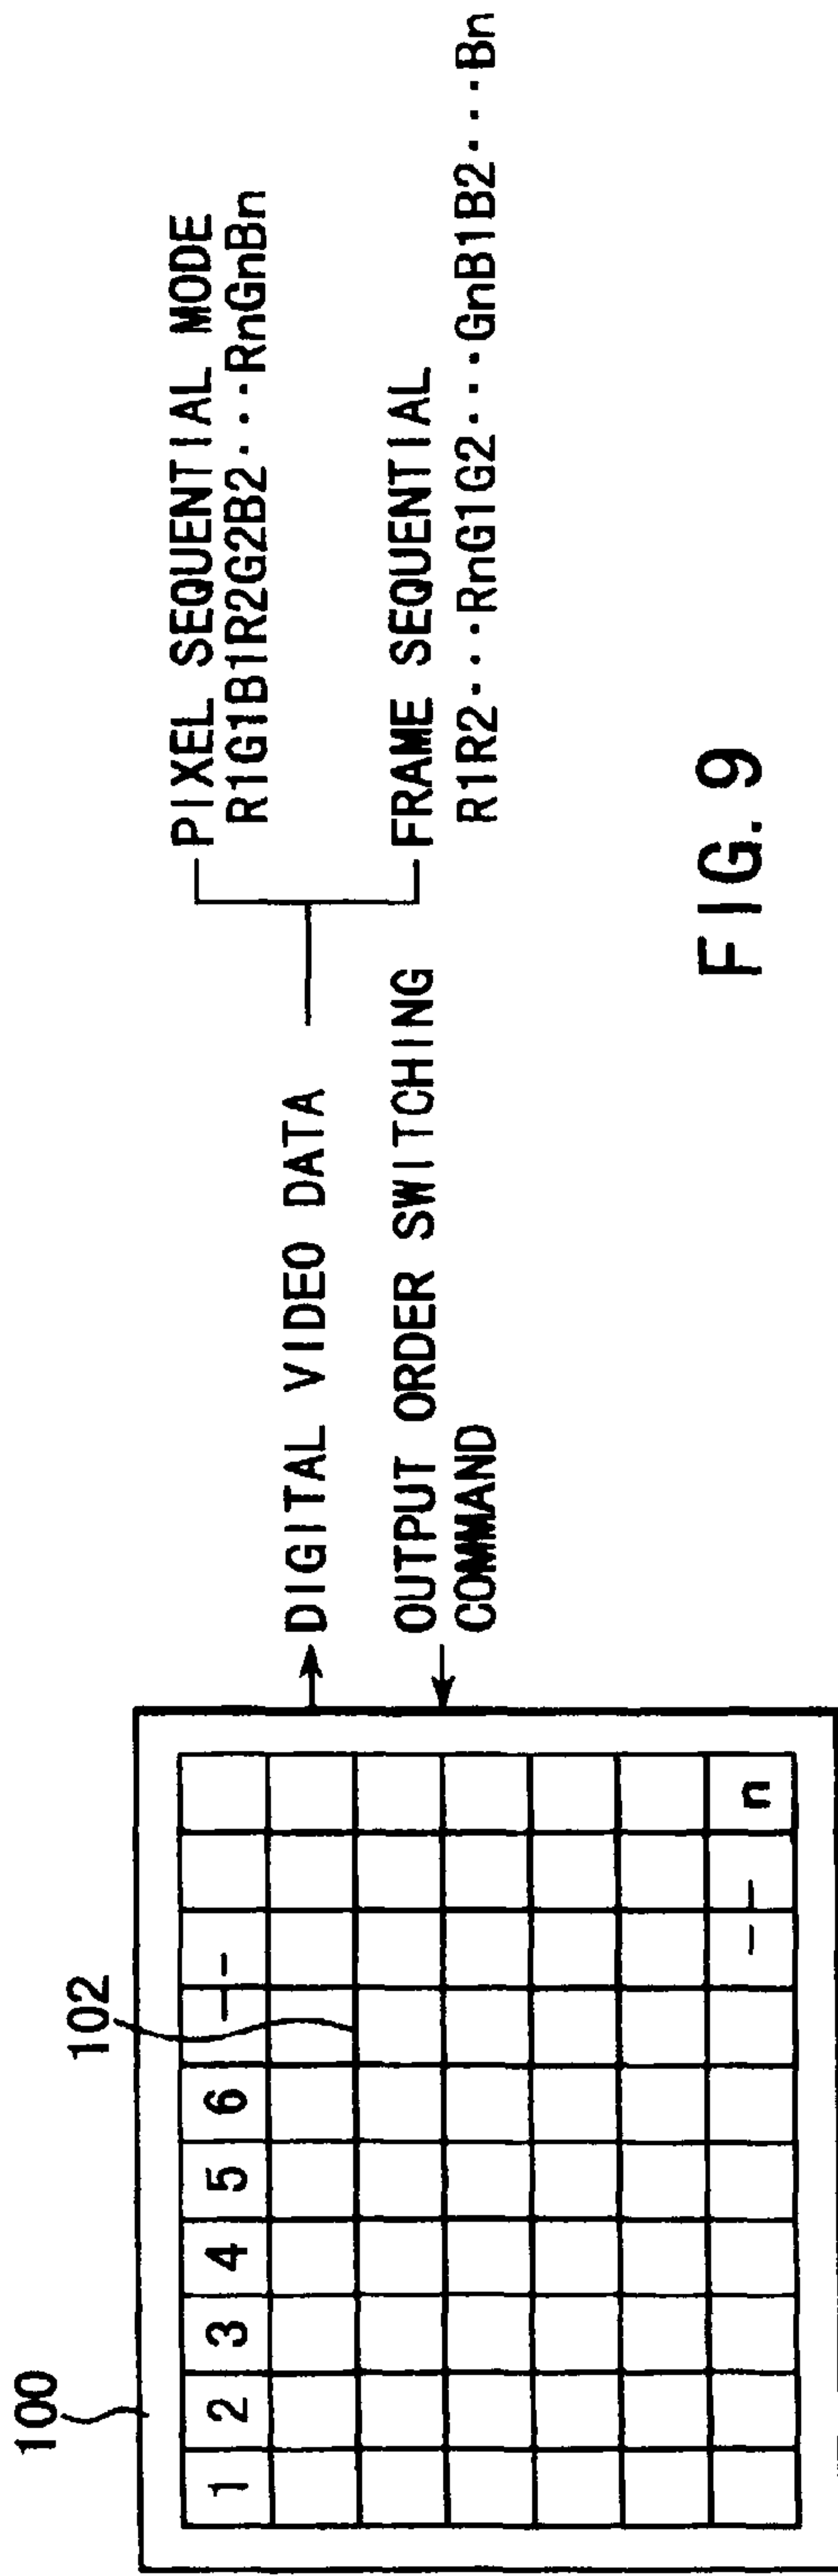 100
102
1 2 3 4 5 6 — —
— — n
DIGITAL VIDEO DATA
OUTPUT ORDER SWITCHING
COMMAND
PIXEL SEQUENTIAL MODE
R1G1B1R2G2B2···RnGnBn
FRAME SEQUENTIAL
R1R2···RnG1G2···GnB1B2···Bn
FIG. 9